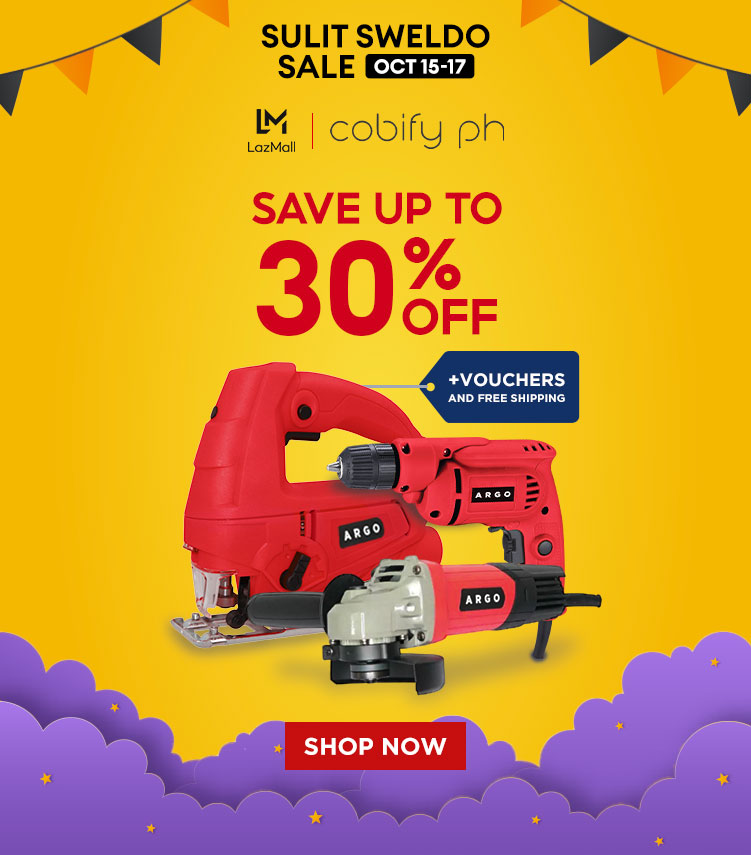 SULIT SWELDO
SALE OCT 15-17
LM
LazMall
cobify ph
SAVE UP TO
30% OFF
+VOUCHERS
AND FREE SHIPPING
ARGO
ARGO
ARGO
SHOP NOW